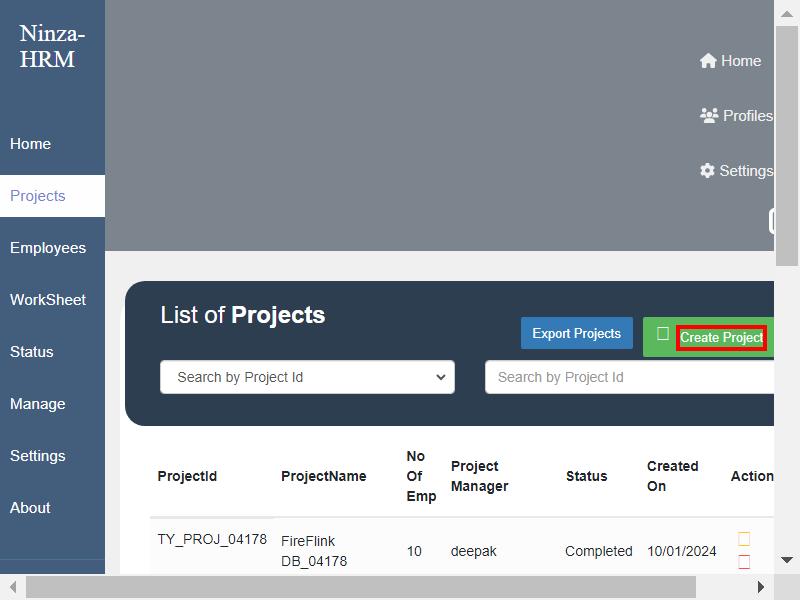 Ninza-
HRM
Home
Projects
Employees
WorkSheet
Status
Manage
Settings
About
Home
Profiles
Settings
List of Projects
Export Projects
Create Project
Search by Project Id
Search by Project Id
ProjectId ProjectName No Of Emp Project Manager Status Created On Action
TY_PROJ_04178 FireFlink DB_04178 10 deepak Completed 10/01/2024